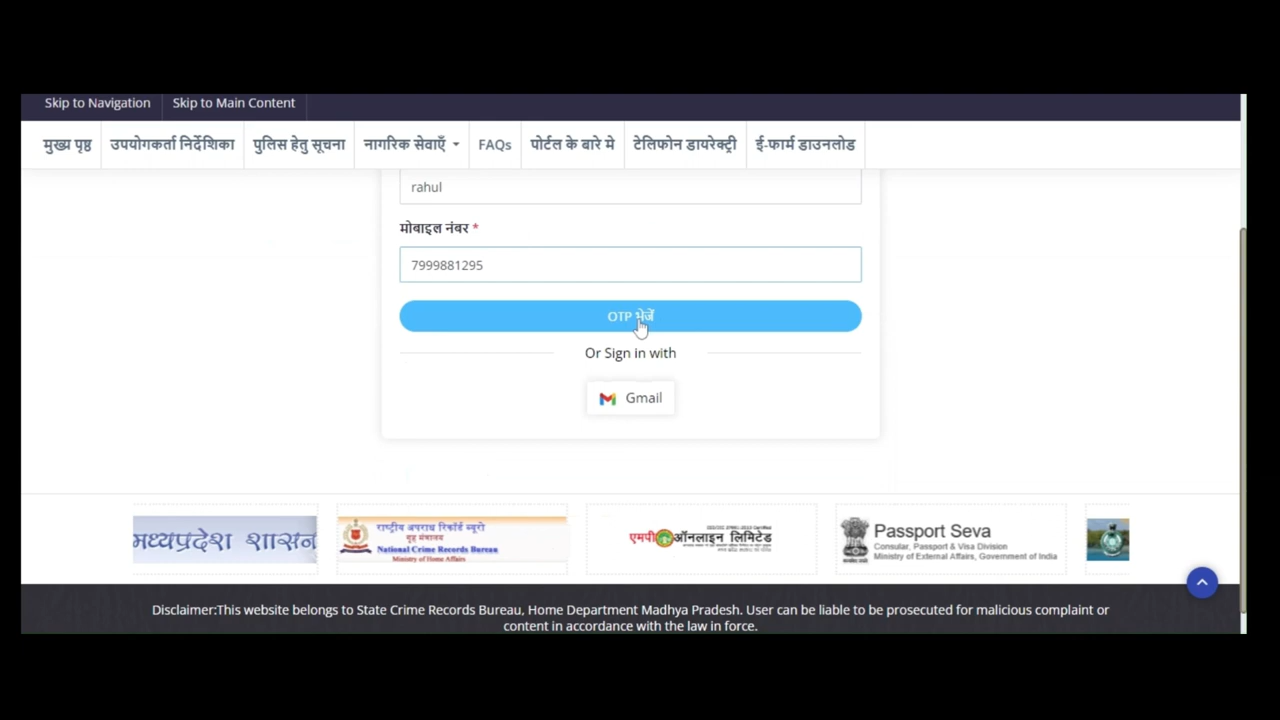 Skip to Navigation Skip to Main Content
मुख्य पृष्ठ उपयोगकर्ता निर्देशिका पुलिस हेतु सूचना नागरिक सेवाएँ FAQs पोर्टल के बारे मे टेलिफोन डायरेक्ट्री ई-फार्म डाउनलोड
rahul
मोबाइल नंबर *
7999881295
OTP भेजें
Or Sign in with
Gmail
मध्यप्रदेश शासन
राष्ट्रीय अपराध रिकॉर्ड ब्यूरो
गृह मंत्रालय
National Crime Records Bureau
Ministry of Home Affairs
एमपी ऑनलाइन लिमिटेड
Passport Seva
Consular, Passport & Visa Division
Ministry of External Affairs, Government of India
Disclaimer:This website belongs to State Crime Records Bureau, Home Department Madhya Pradesh. User can be liable to be prosecuted for malicious complaint or
content in accordance with the law in force.